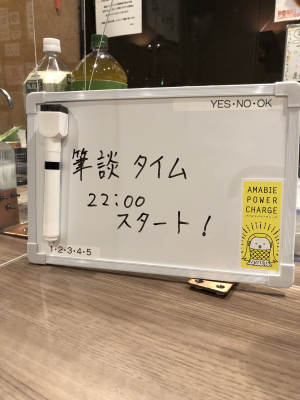 YES・NO・OK
筆談 タイム
22:00
スタート!
AMABIE
POWER
CHARGE
1・2・3・4・5